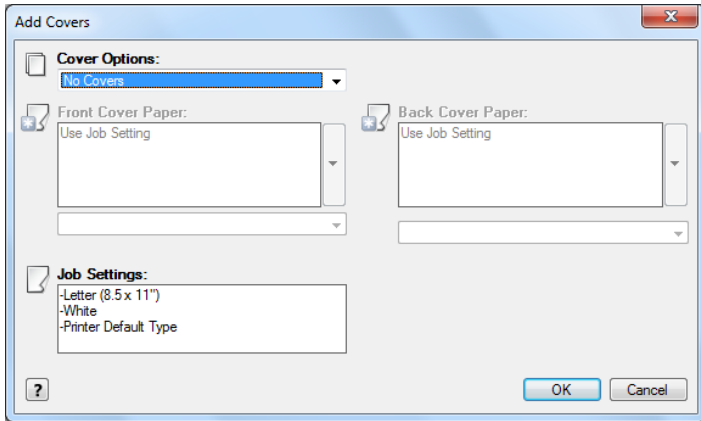 Add Covers
Cover Options:
No Covers
Front Cover Paper:
Back Cover Paper:
Use Job Setting
Use Job Setting
Job Settings:
-Letter (8.5 x 11")
-White
-Printer Default Type
?
OK
Cancel